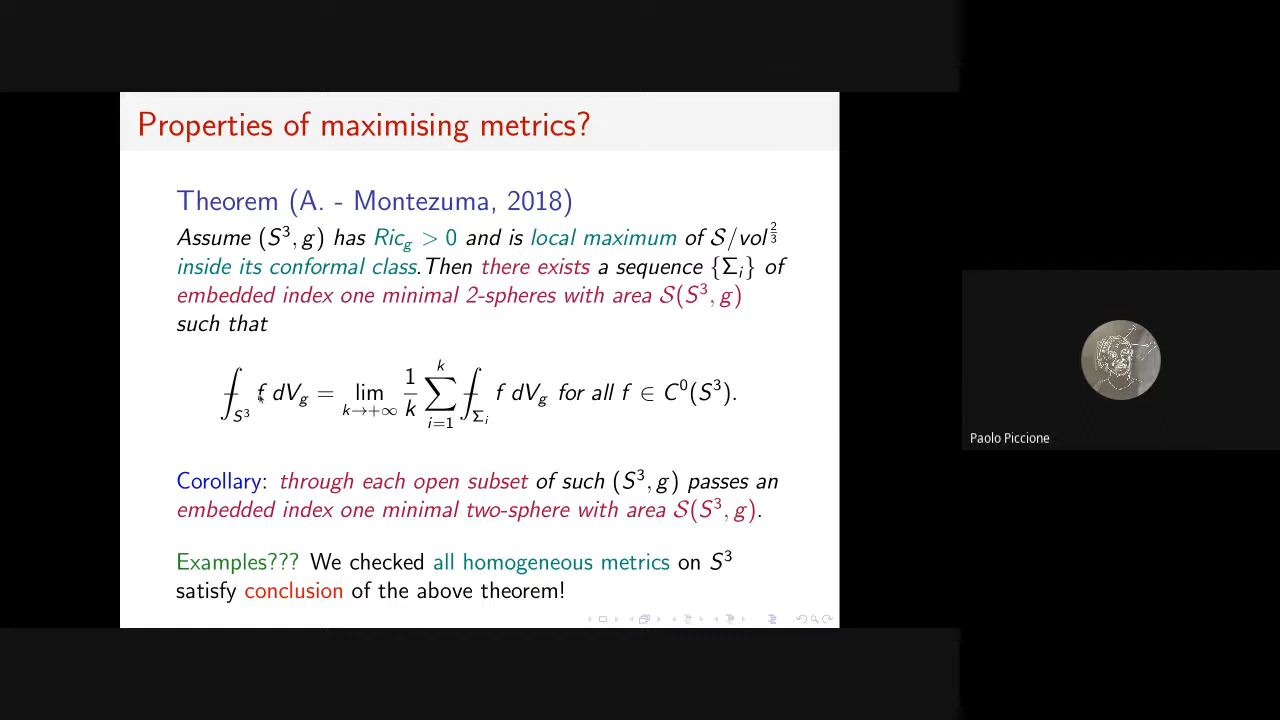 Properties of maximising metrics?
Theorem (A. - Montezuma, 2018)
Assume (S³, g) has Ric_g > 0 and is local maximum of 𝒮/vol^{2/3}
inside its conformal class.Then there exists a sequence {Σ_i} of
embedded index one minimal 2-spheres with area 𝒮(S³, g)
such that
⨍_{S³} f dV_g = lim_{k→+∞} 1/k ∑_{i=1}^{k} ⨍_{Σ_i} f dV_g for all f ∈ C⁰(S³).
Corollary: through each open subset of such (S³, g) passes an
embedded index one minimal two-sphere with area 𝒮(S³, g).
Examples??? We checked all homogeneous metrics on S³
satisfy conclusion of the above theorem!
Paolo Piccione